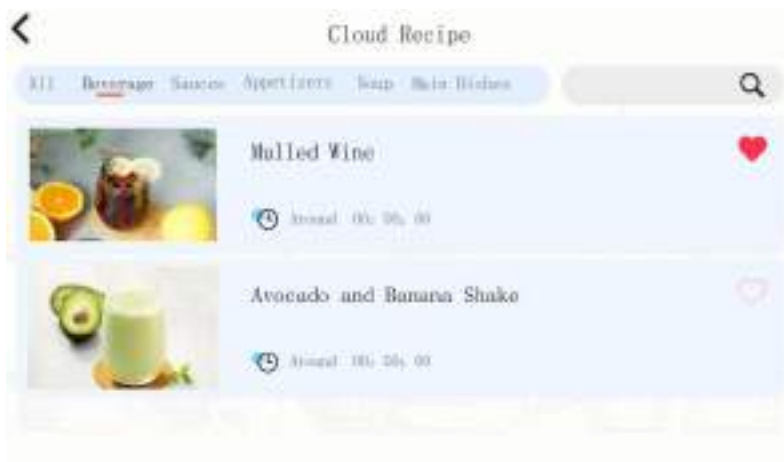 Cloud Recipe
All Beverage Sauces Appetizers Soup Main Dishes
Mulled Wine
Around
Avocado and Banana Shake
Around